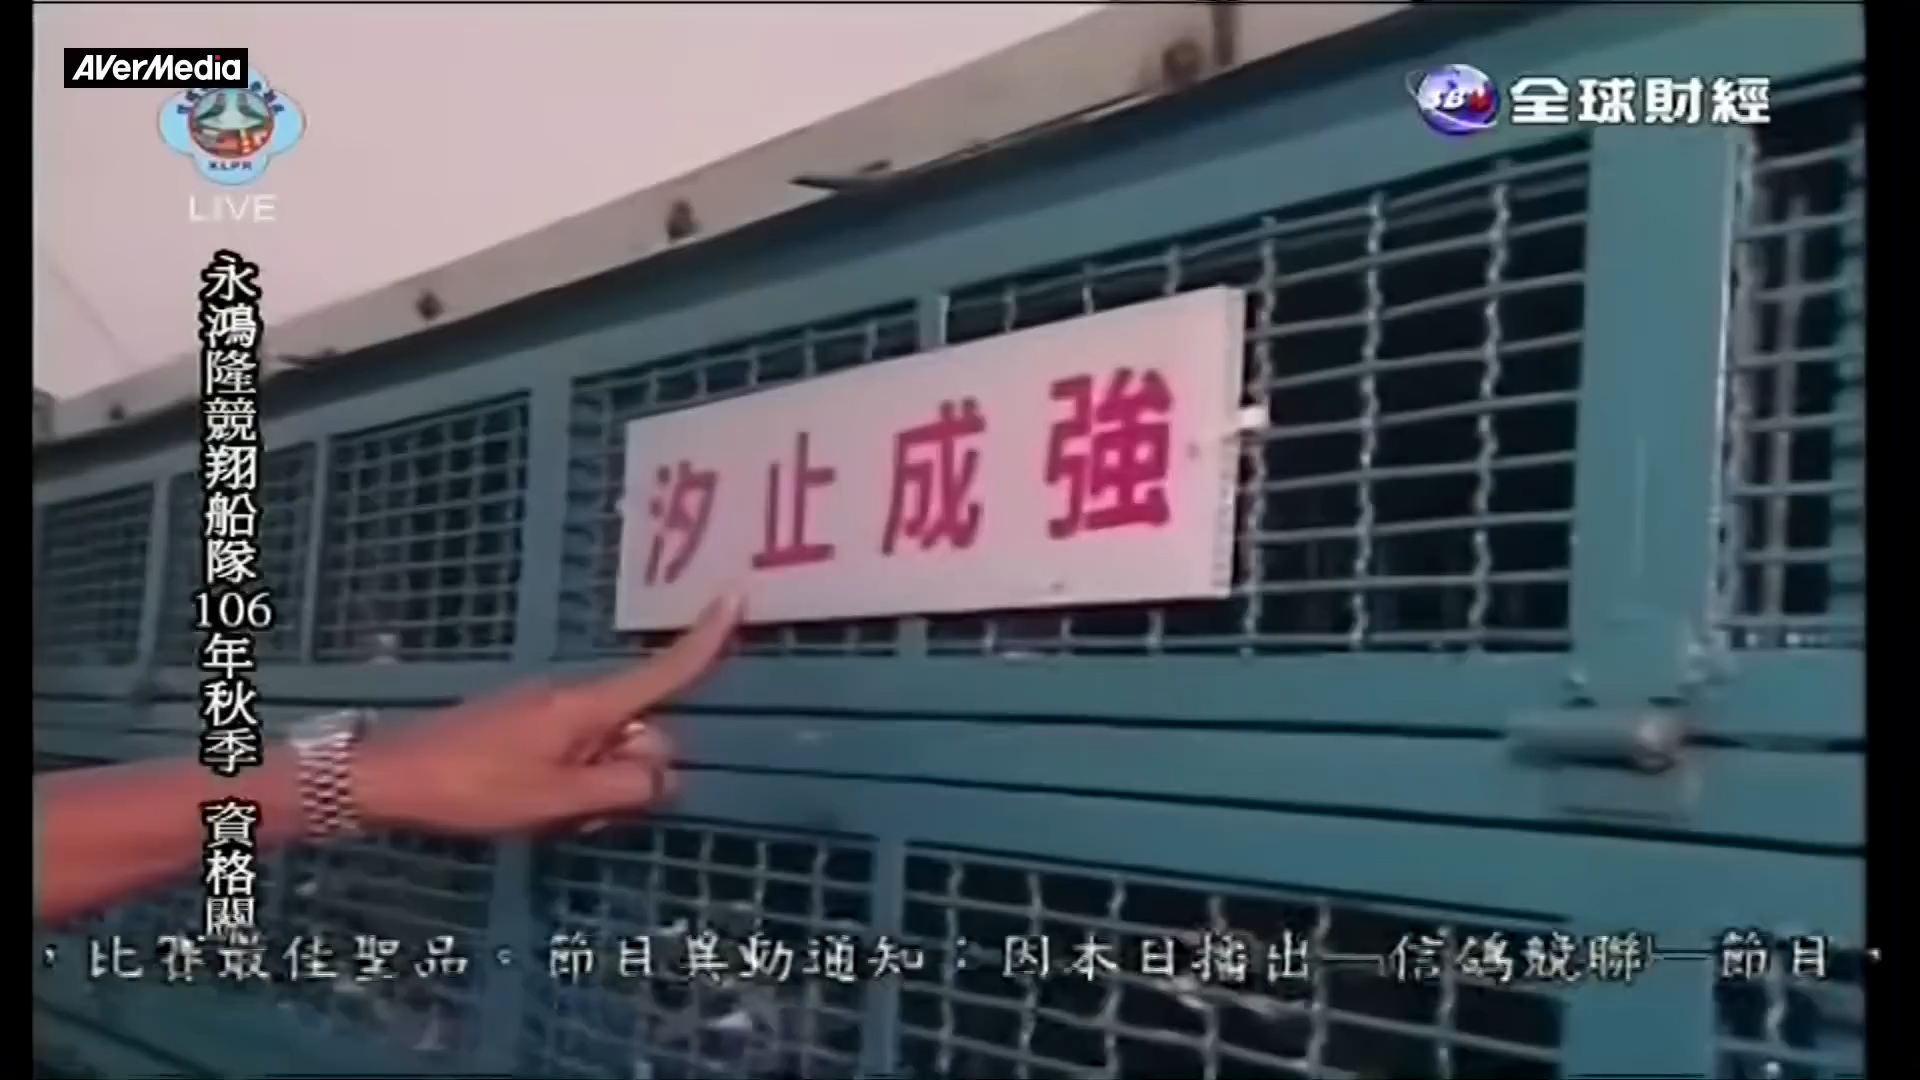 AVerMedia
SBN 全球財經
KLPR
LIVE
永鴻隆競翔船隊106年秋季 資格關
汐止成強
，比賽最佳聖品。節目異動通知：因本日播出—信鴿競聯—節目，